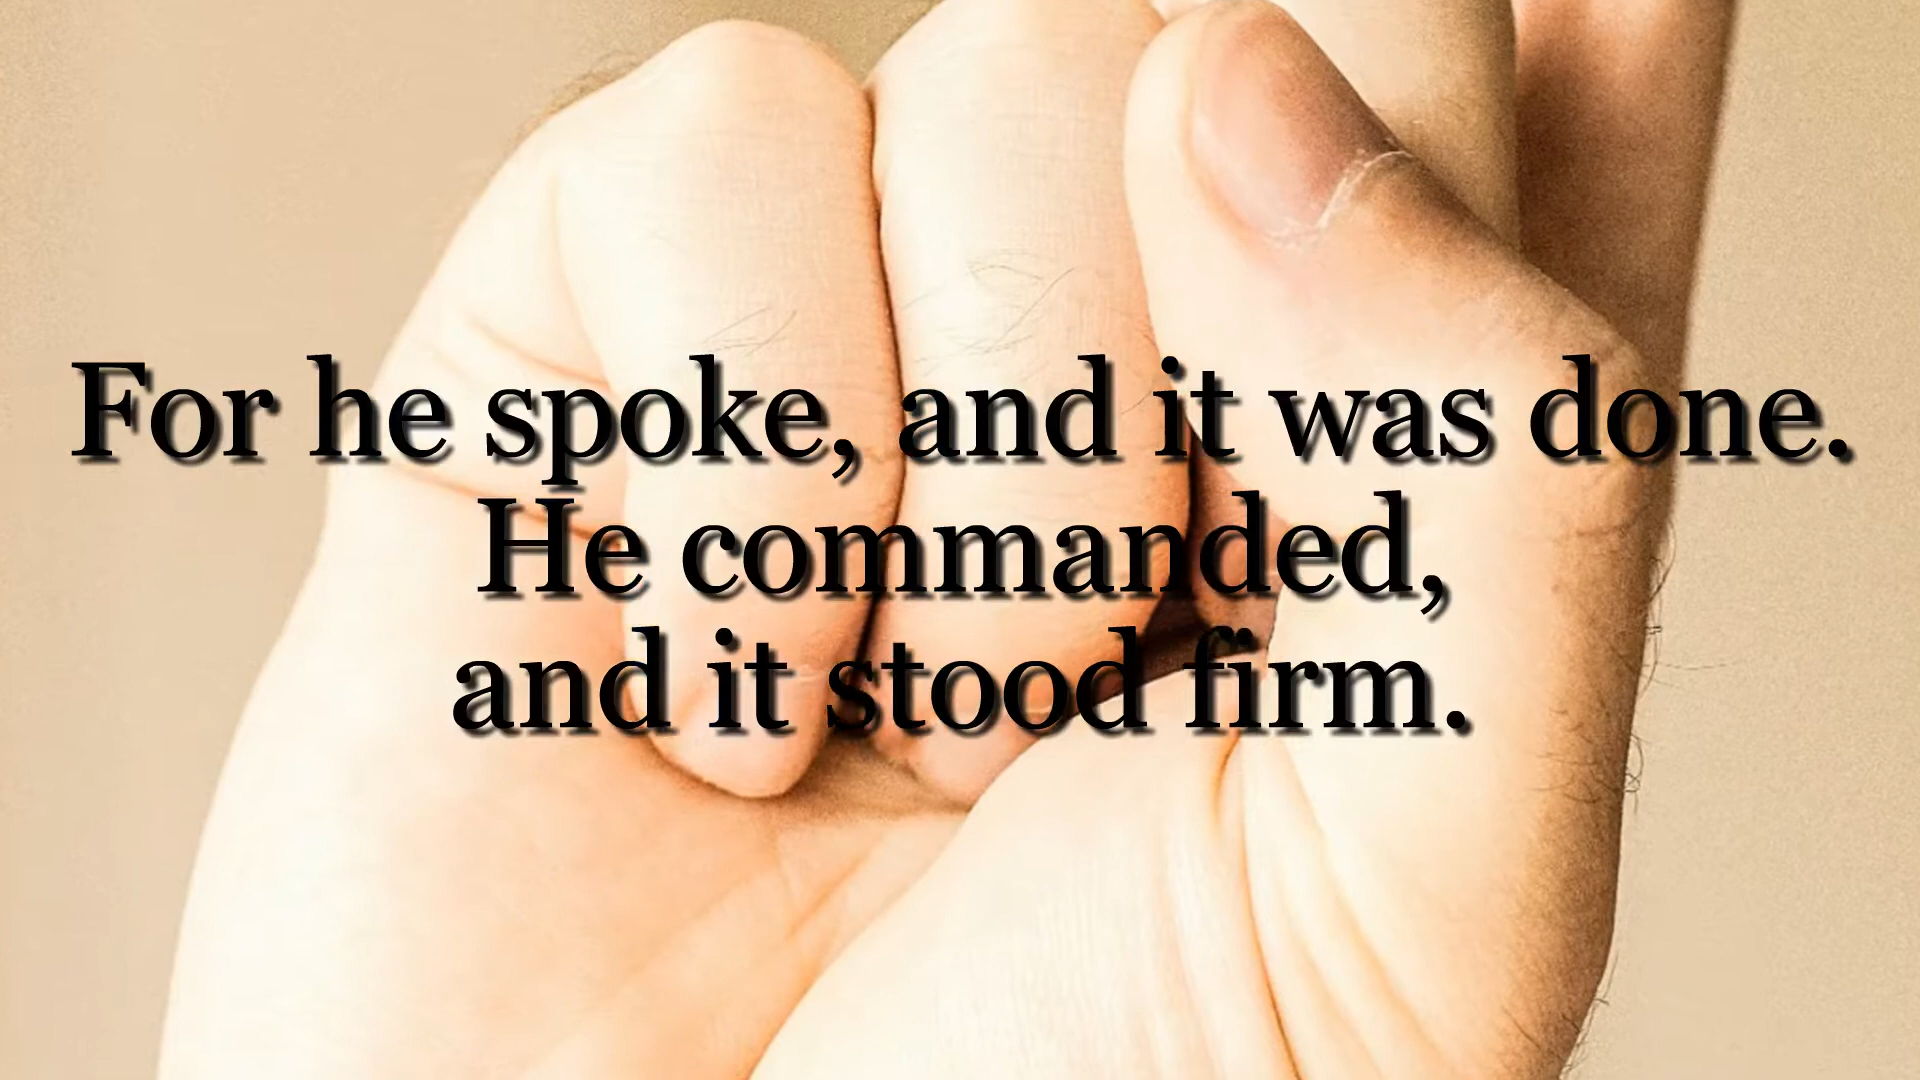 For he spoke, and it was done.
He commanded,
and it stood firm.